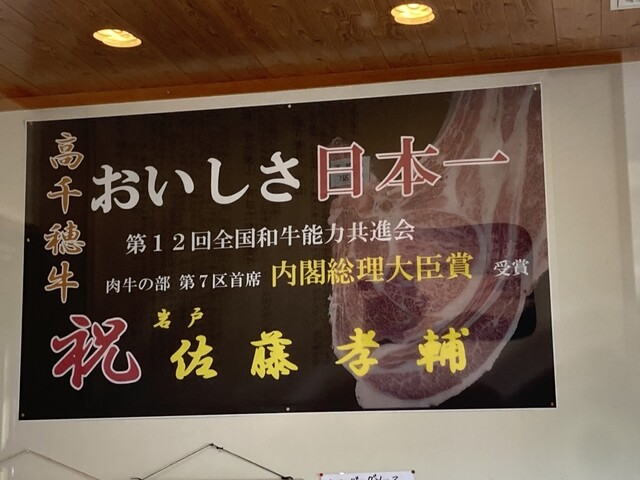 高千穂牛
おいしさ日本一
第12回全国和牛能力共進会
肉牛の部 第7区首席 内閣総理大臣賞 受賞
祝 岩戸
佐藤孝輔